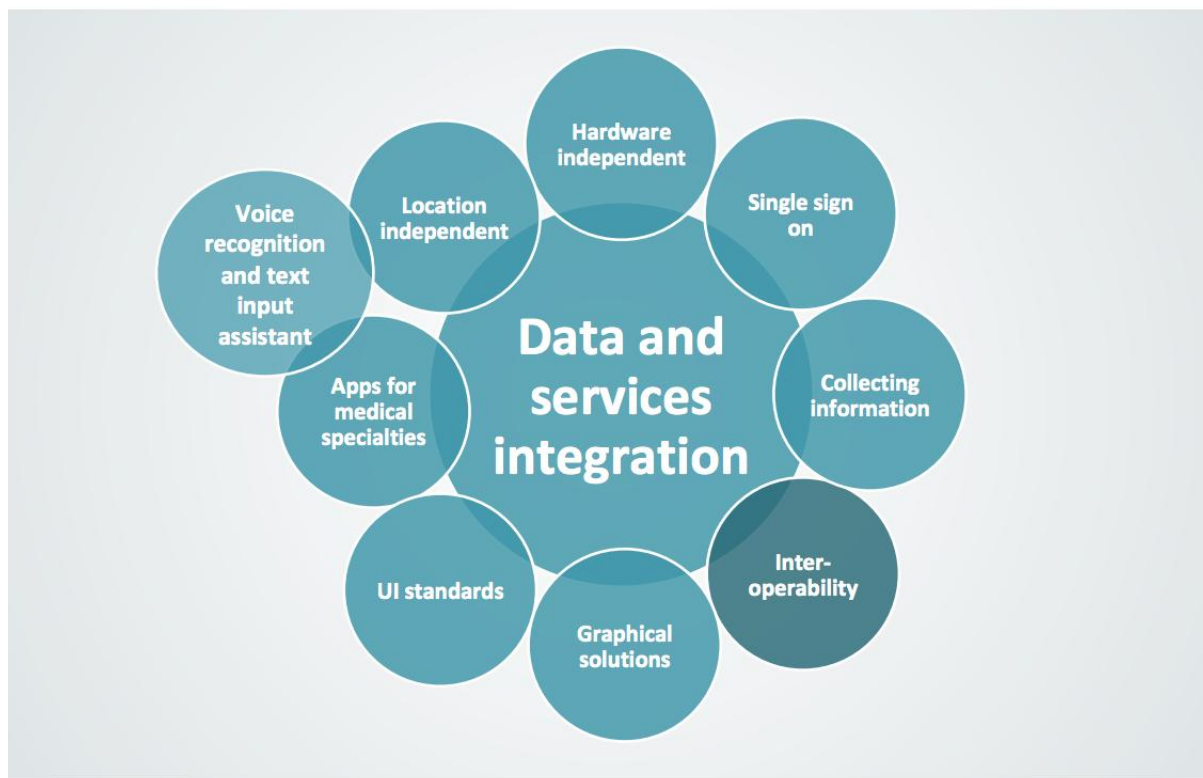 Hardware
independent
Single sign
on
Collecting
information
Inter-
operability
Graphical
solutions
UI standards
Apps for
medical
specialties
Voice
recognition
and text
input
assistant
Location
independent
Data and
services
integration